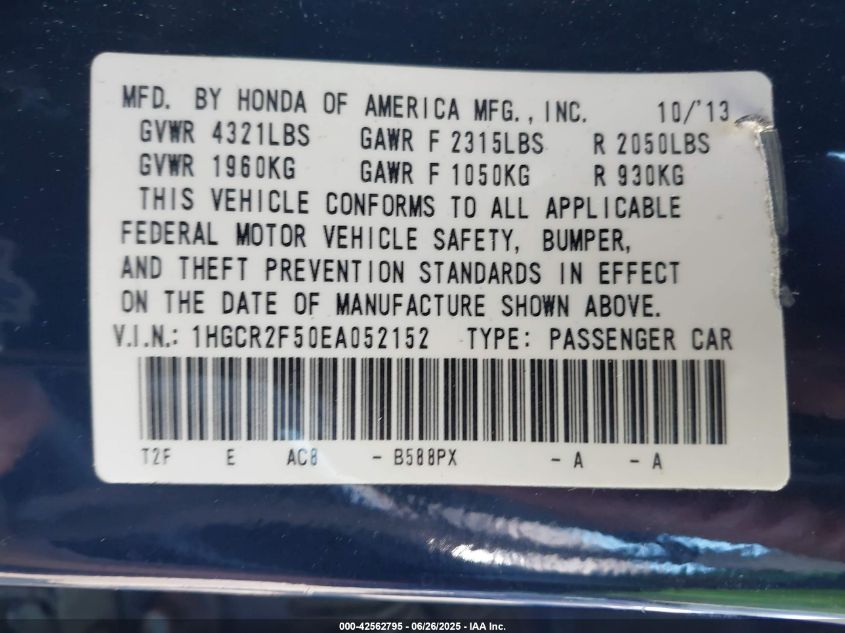 MFD. BY HONDA OF AMERICA MFG., INC. 10/'13
GVWR 4321LBS GAWR F 2315LBS R 2050LBS
GVWR 1960KG GAWR F 1050KG R 930KG
THIS VEHICLE CONFORMS TO ALL APPLICABLE
FEDERAL MOTOR VEHICLE SAFETY, BUMPER,
AND THEFT PREVENTION STANDARDS IN EFFECT
ON THE DATE OF MANUFACTURE SHOWN ABOVE.
V.I.N.: 1HGCR2F50EA052152 TYPE: PASSENGER CAR
T2F E AC8 - B588PX - A - A
000-42562795 - 06/26/2025 - IAA Inc.